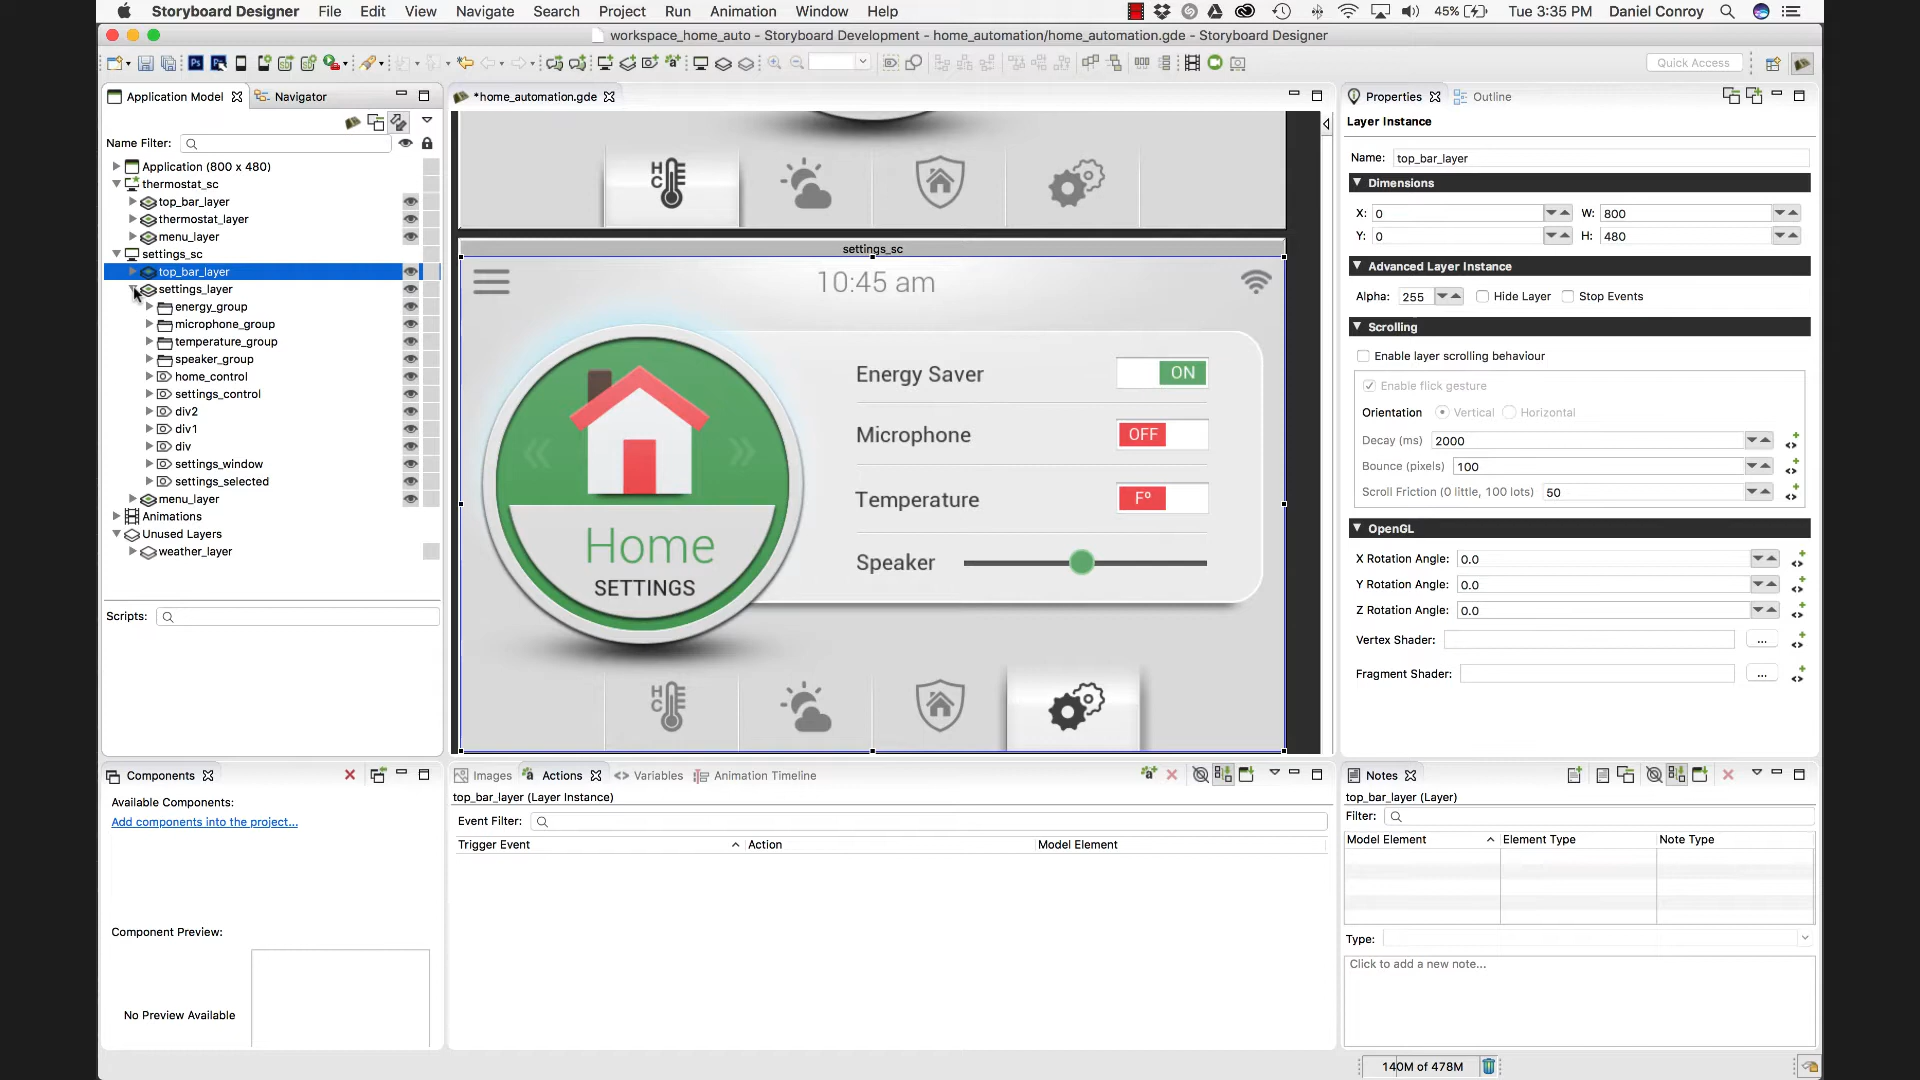 Storyboard Designer File Edit View Navigate Search Project Run Animation Window Help 45% Tue 3:35 PM Daniel Conroy
workspace_home_auto - Storyboard Development - home_automation/home_automation.gde - Storyboard Designer
Quick Access
Application Model Navigator
Name Filter:
Application (800 x 480)
thermostat_sc
top_bar_layer
thermostat_layer
menu_layer
settings_sc
top_bar_layer
settings_layer
energy_group
microphone_group
temperature_group
speaker_group
home_control
settings_control
div2
div1
div
settings_window
settings_selected
menu_layer
Animations
Unused Layers
weather_layer
Scripts:
*home_automation.gde
H
C
settings_sc
10:45 am
Energy Saver ON
Microphone OFF
Temperature Fº
Speaker
Home
SETTINGS
H
C
Properties Outline
Layer Instance
Name: top_bar_layer
Dimensions
X: 0 W: 800
Y: 0 H: 480
Advanced Layer Instance
Alpha: 255 Hide Layer Stop Events
Scrolling
Enable layer scrolling behaviour
Enable flick gesture
Orientation Vertical Horizontal
Decay (ms) 2000
Bounce (pixels) 100
Scroll Friction (0 little, 100 lots) 50
OpenGL
X Rotation Angle: 0.0
Y Rotation Angle: 0.0
Z Rotation Angle: 0.0
Vertex Shader: ...
Fragment Shader: ...
Components
Available Components:
Add components into the project...
Component Preview:
No Preview Available
Images Actions Variables Animation Timeline
top_bar_layer (Layer Instance)
Event Filter:
Trigger Event Action Model Element
Notes
top_bar_layer (Layer)
Filter:
Model Element Element Type Note Type
Type:
Click to add a new note...
140M of 478M